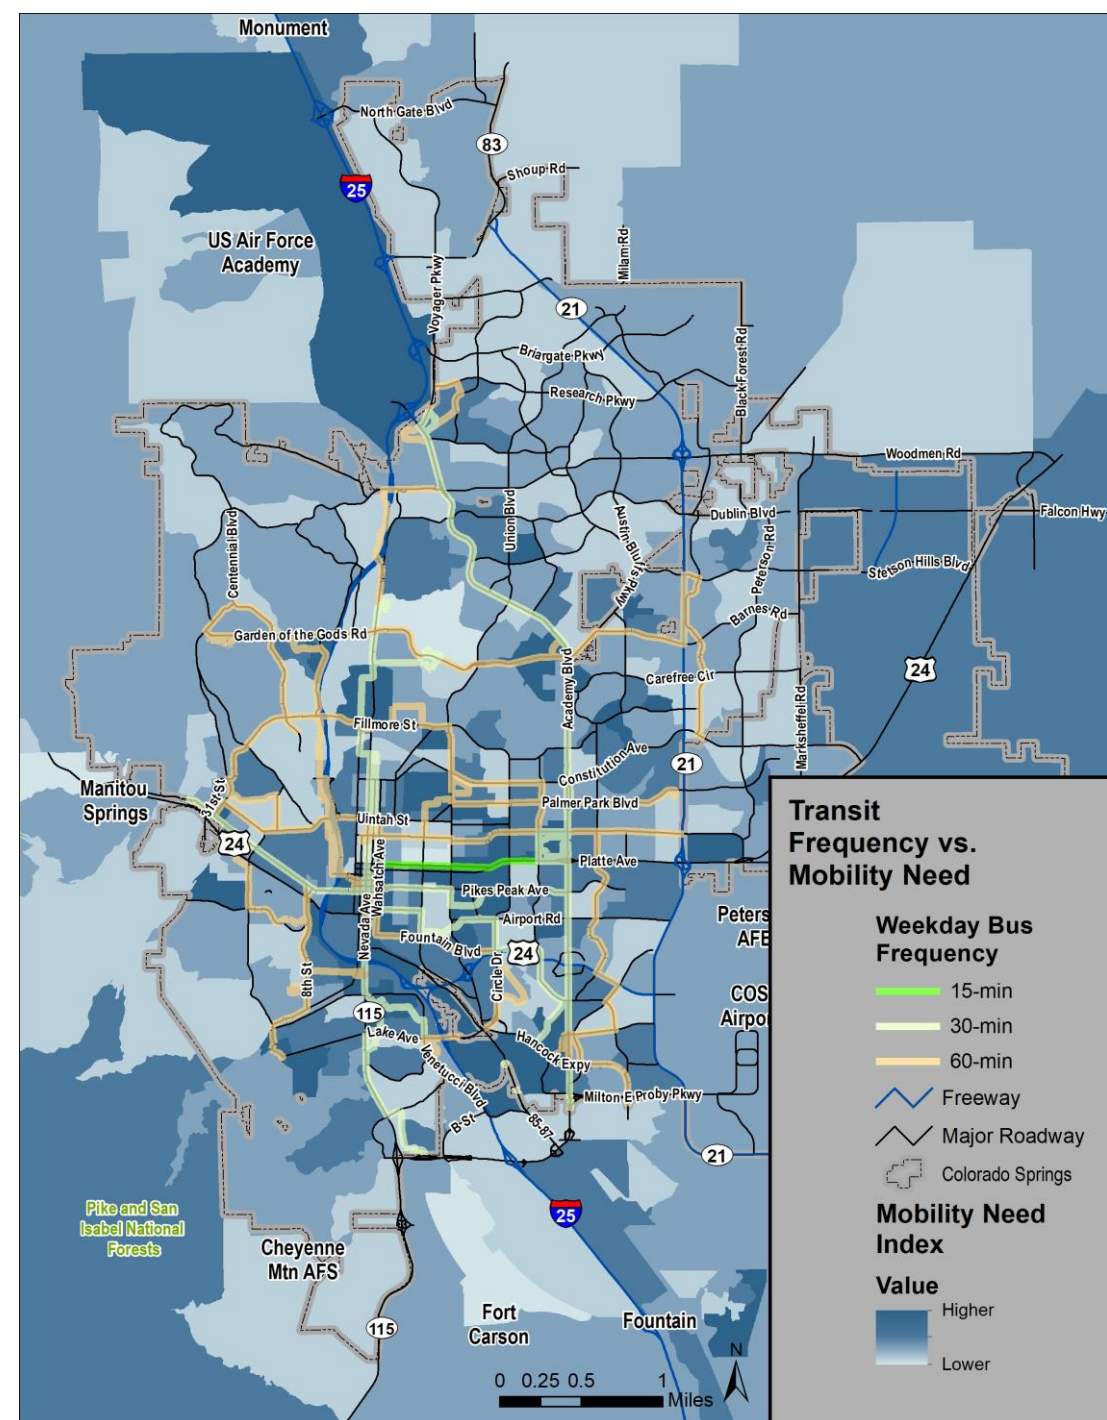 Monument
North Gate Blvd
83
Shoup Rd
25
US Air Force
Academy
Milam Rd
Voyager Pkwy
21
Briargate Pkwy
Black Forest Rd
Research Pkwy
Woodmen Rd
Union Blvd
Austin Bluffs Pkwy
Dublin Blvd
Falcon Hwy
Centennial Blvd
Peterson Rd
Stetson Hills Blvd
Barnes Rd
Garden of the Gods Rd
24
Academy Blvd
Carefree Cir
Marksheffel Rd
Fillmore St
Constitution Ave
21
Manitou
Springs
31st St
Palmer Park Blvd
Uintah St
24
Wahsatch Ave
Platte Ave
Pikes Peak Ave
Nevada Ave
Airport Rd
Peters
AFB
Fountain Blvd
24
8th St
Circle Dr
COS
Airpo
115
Lake Ave
Hancock Expy
Venetucci Blvd
Milton E Proby Pkwy
B St
85-87
21
25
Pike and San
Isabel National
Forests
Cheyenne
Mtn AFS
Fort
Carson
Fountain
115
N
0 0.25 0.5 1
Miles
Transit
Frequency vs.
Mobility Need
Weekday Bus
Frequency
15-min
30-min
60-min
Freeway
Major Roadway
Colorado Springs
Mobility Need
Index
Value
Higher
Lower